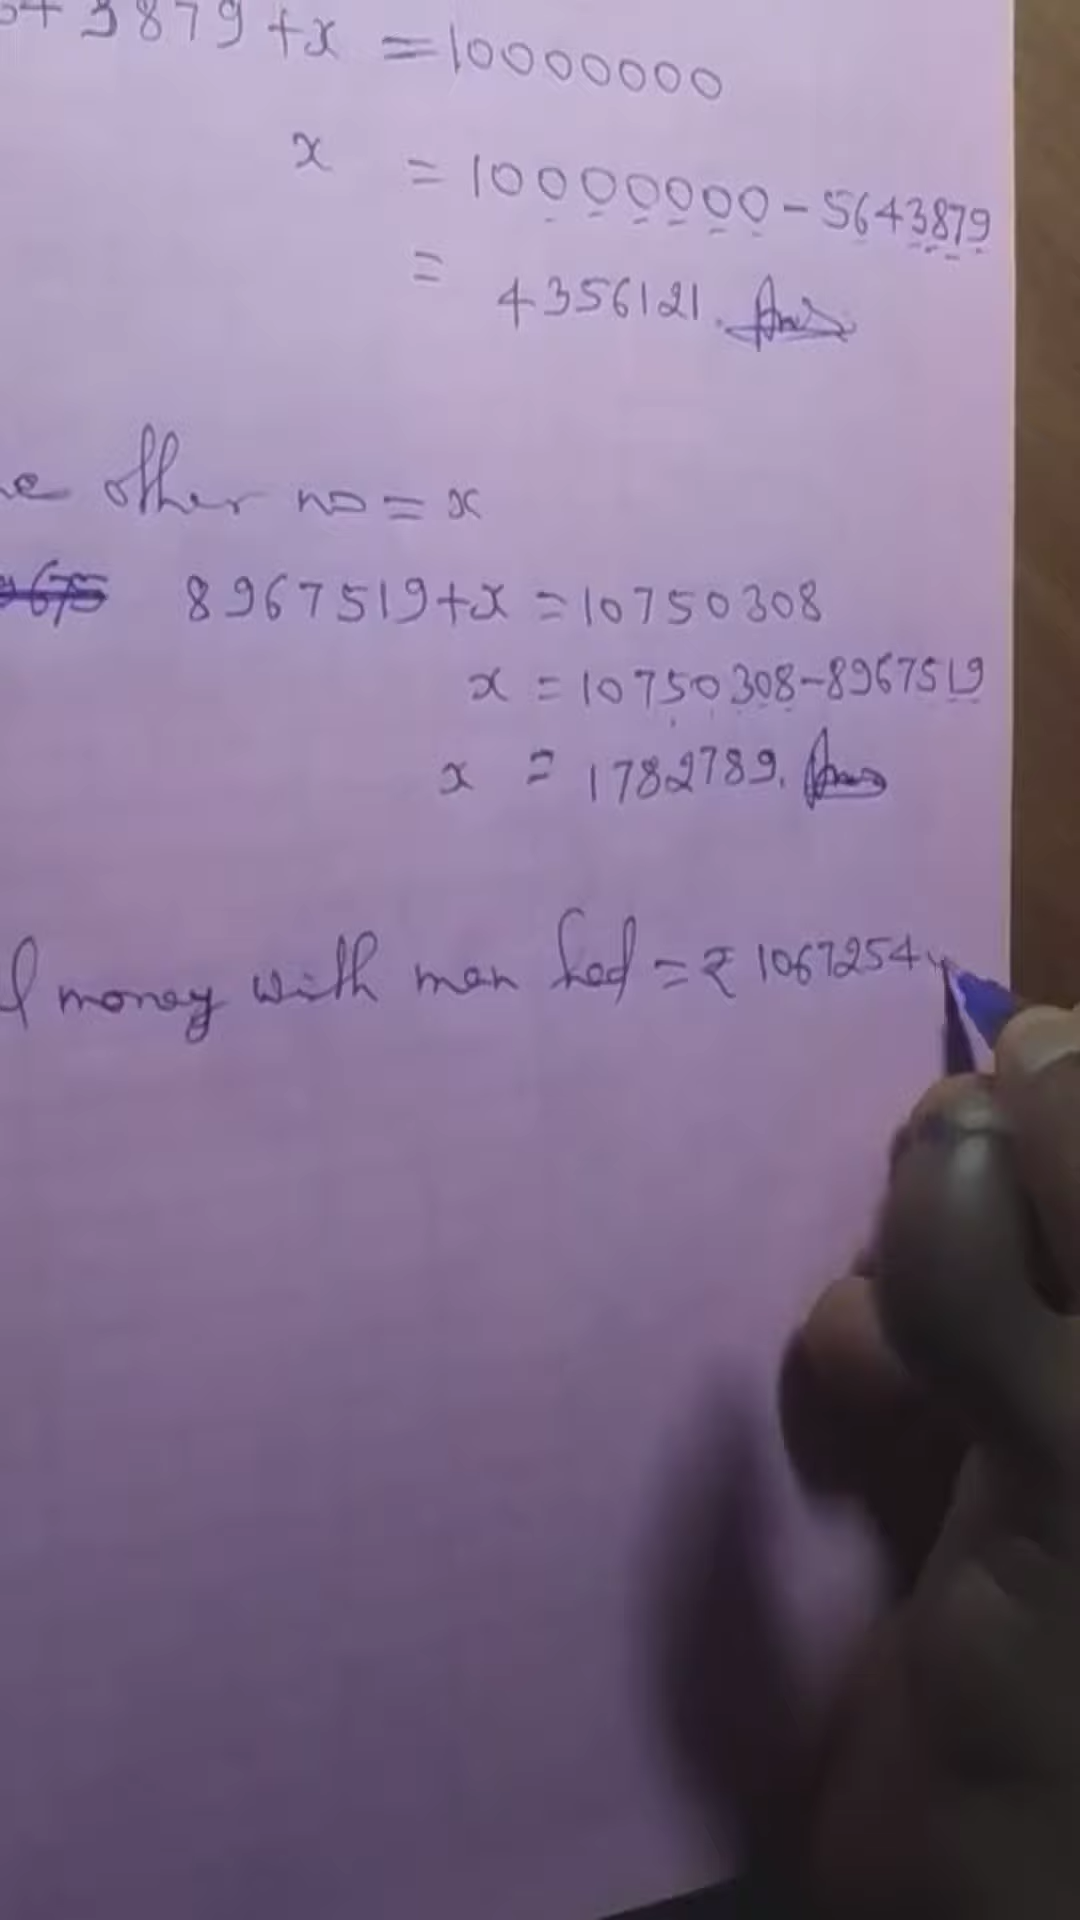 3879+x = 10000000
x = 10000000-5643879
= 4356121. Ans
other no = x
675 8967519+x = 10750308
x = 10750308-8967519
x = 1782789. Ans
money with man had = ₹ 1067254